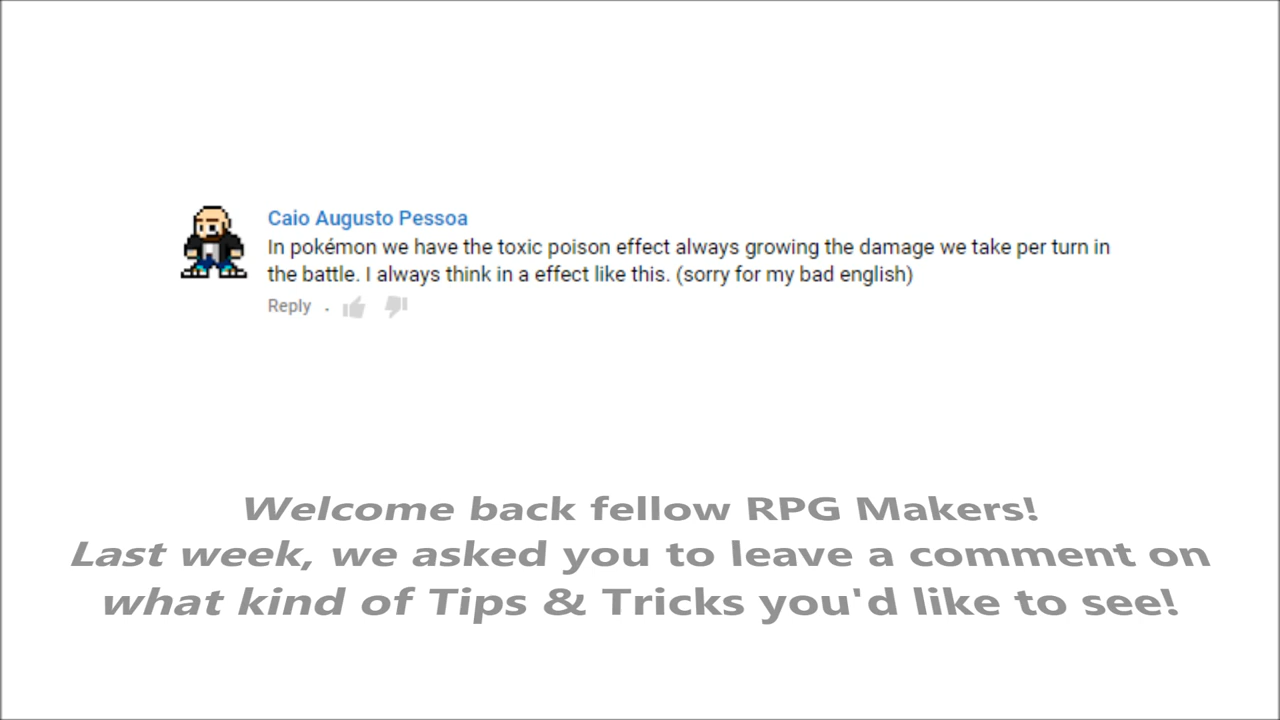 Caio Augusto Pessoa
In pokémon we have the toxic poison effect always growing the damage we take per turn in
the battle. I always think in a effect like this. (sorry for my bad english)
Reply .
Welcome back fellow RPG Makers!
Last week, we asked you to leave a comment on
what kind of Tips & Tricks you'd like to see!